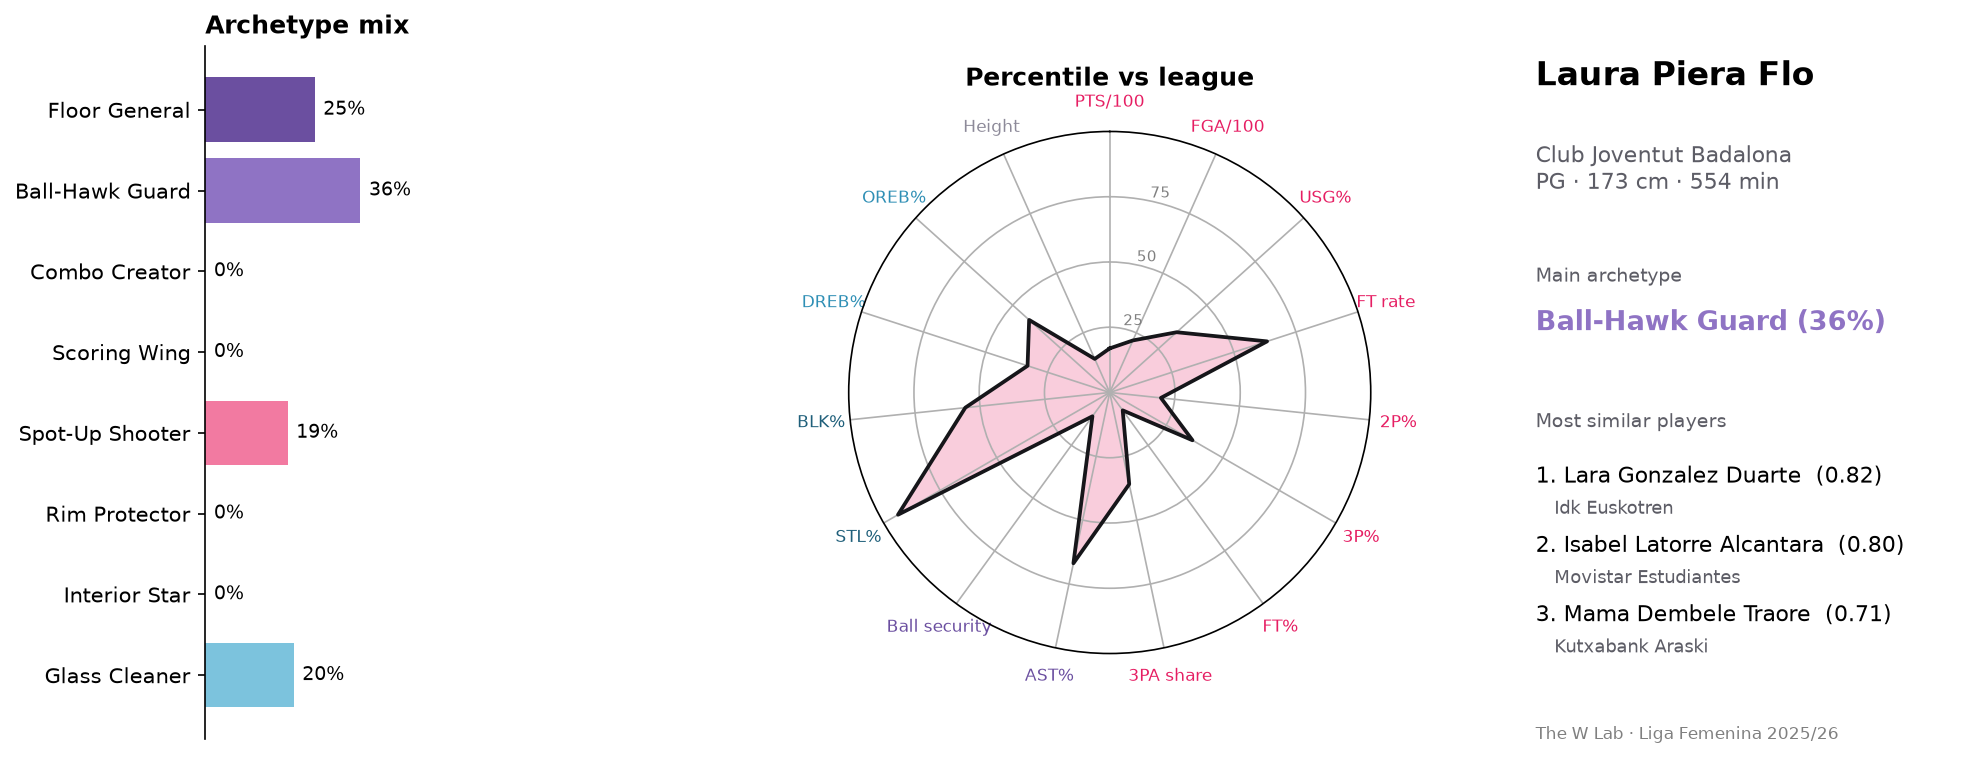 Archetype mix
Floor General
25%
Ball-Hawk Guard
36%
Combo Creator
0%
Scoring Wing
0%
Spot-Up Shooter
19%
Rim Protector
0%
Interior Star
0%
Glass Cleaner
20%
Percentile vs league
PTS/100
FGA/100
USG%
FT rate
2P%
3P%
FT%
3PA share
AST%
Ball security
STL%
BLK%
DREB%
OREB%
Height
25
50
75
Laura Piera Flo
Club Joventut Badalona
PG · 173 cm · 554 min
Main archetype
Ball-Hawk Guard (36%)
Most similar players
1. Lara Gonzalez Duarte (0.82)
Idk Euskotren
2. Isabel Latorre Alcantara (0.80)
Movistar Estudiantes
3. Mama Dembele Traore (0.71)
Kutxabank Araski
The W Lab · Liga Femenina 2025/26